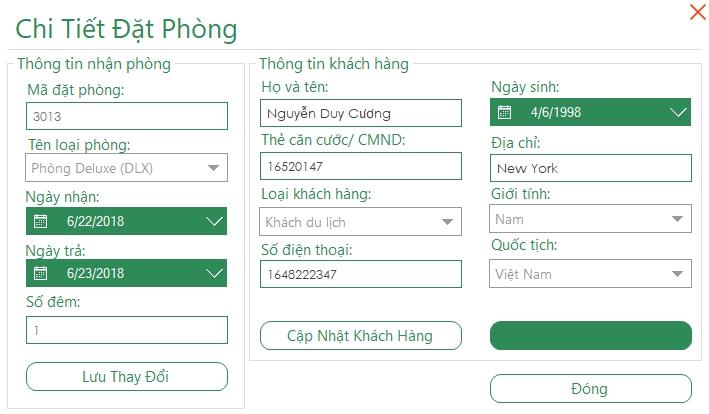 Chi Tiết Đặt Phòng
Thông tin nhận phòng
Mã đặt phòng:
3013
Tên loại phòng:
Phòng Deluxe (DLX)
Ngày nhận:
6/22/2018
Ngày trả:
6/23/2018
Số đêm:
1
Lưu Thay Đổi
Thông tin khách hàng
Họ và tên:
Nguyễn Duy Cương
Thẻ căn cước/ CMND:
16520147
Loại khách hàng:
Khách du lịch
Số điện thoại:
1648222347
Cập Nhật Khách Hàng
Ngày sinh:
4/6/1998
Địa chỉ:
New York
Giới tính:
Nam
Quốc tịch:
Việt Nam
Đóng